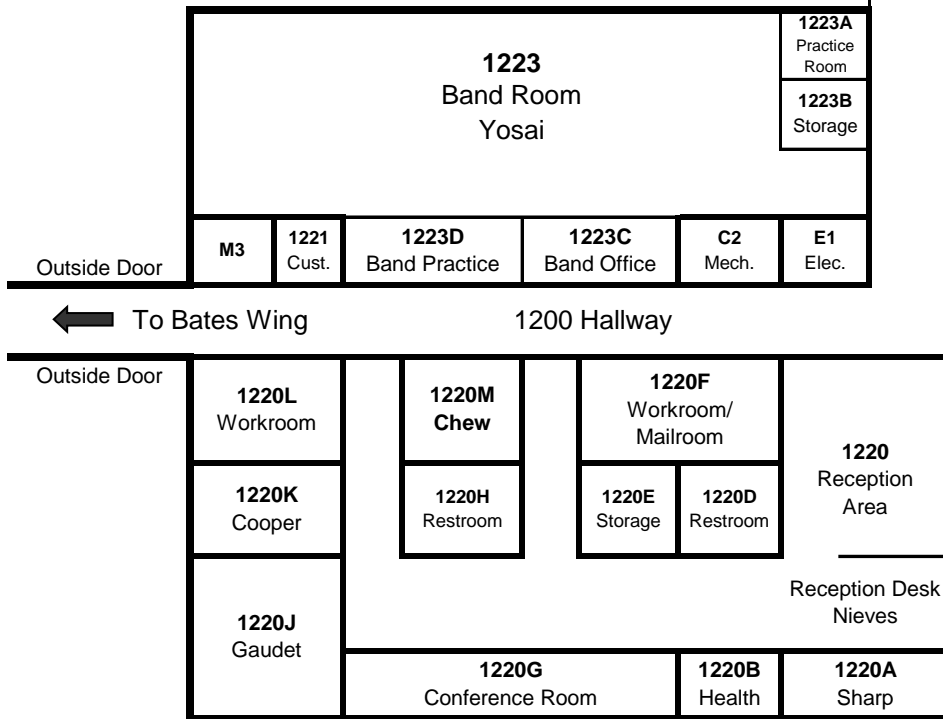 1223A
Practice
Room
1223
Band Room
Yosai
1223B
Storage
M3
1221
Cust.
1223D
Band Practice
1223C
Band Office
C2
Mech.
E1
Elec.
Outside Door
To Bates Wing
1200 Hallway
Outside Door
1220L
Workroom
1220M
Chew
1220F
Workroom/
Mailroom
1220
Reception
Area
1220K
Cooper
1220H
Restroom
1220E
Storage
1220D
Restroom
Reception Desk
Nieves
1220J
Gaudet
1220G
Conference Room
1220B
Health
1220A
Sharp